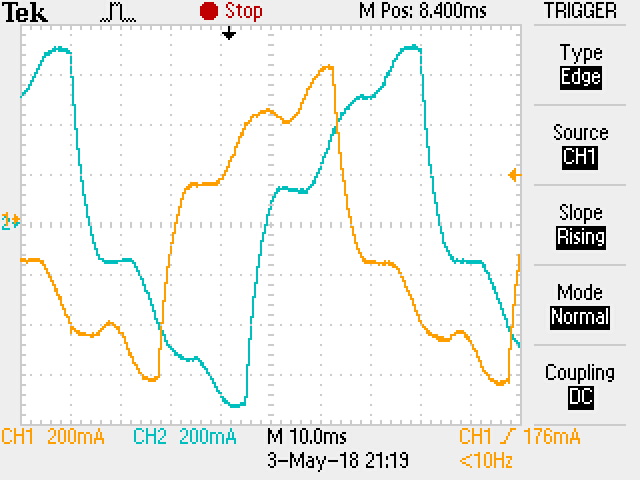 Tek Stop M Pos: 8.400ms TRIGGER
Type
Edge
Source
CH1
Slope
Rising
Mode
Normal
Coupling
DC
2
CH1 200mA CH2 200mA M 10.0ms CH1 176mA
3-May-18 21:19 <10Hz